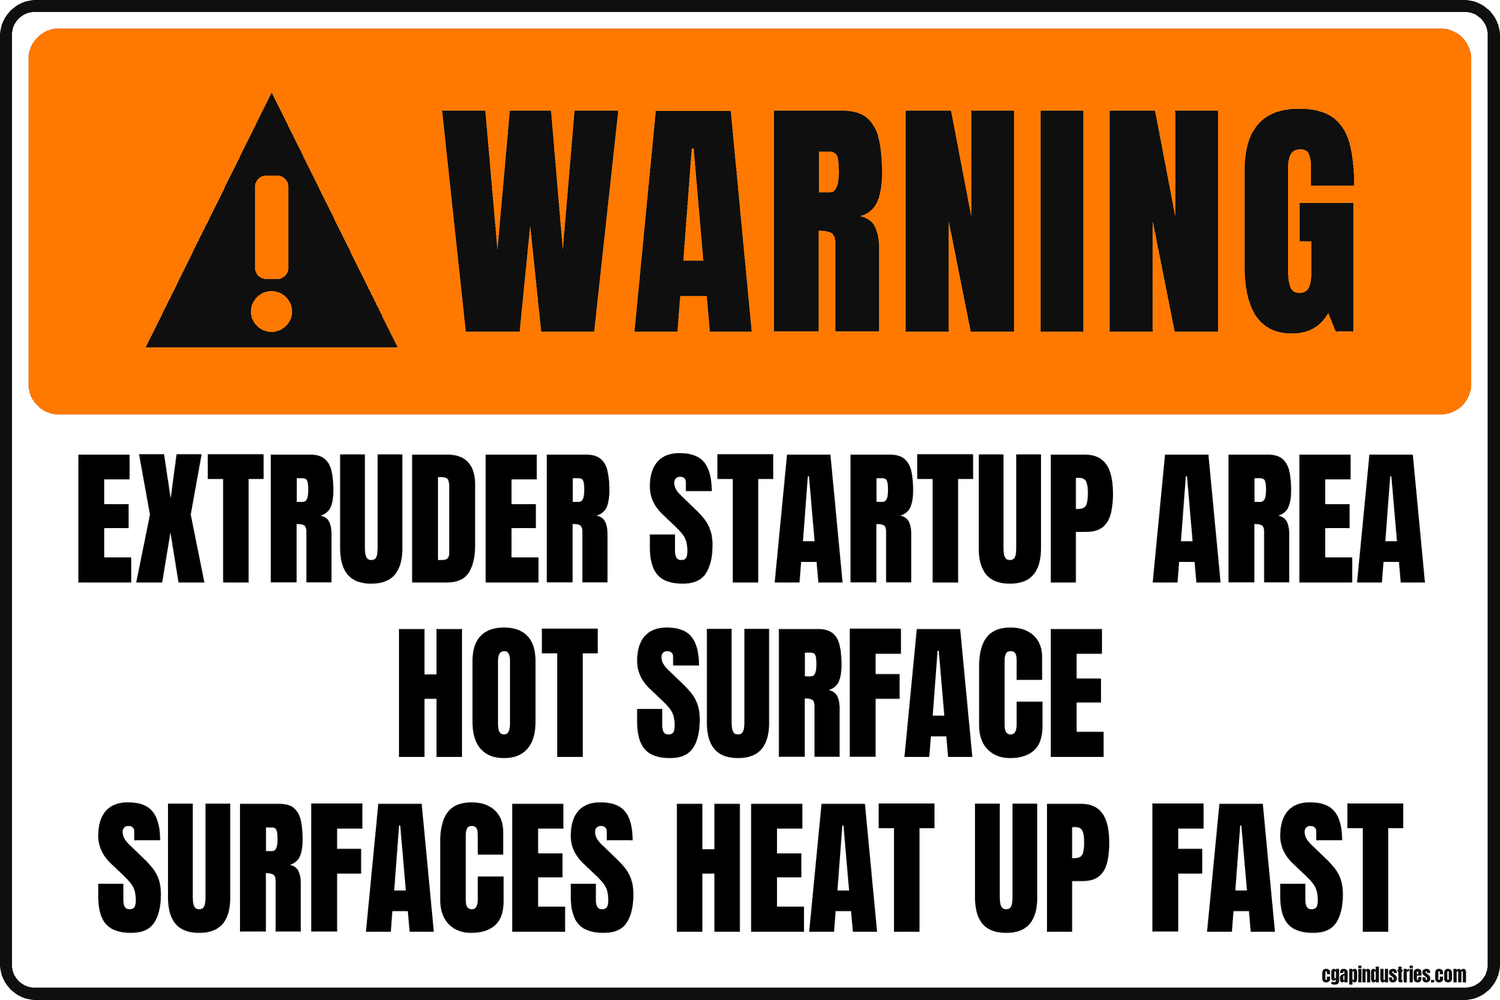 WARNING
EXTRUDER STARTUP AREA
HOT SURFACE
SURFACES HEAT UP FAST
cgapindustries.com